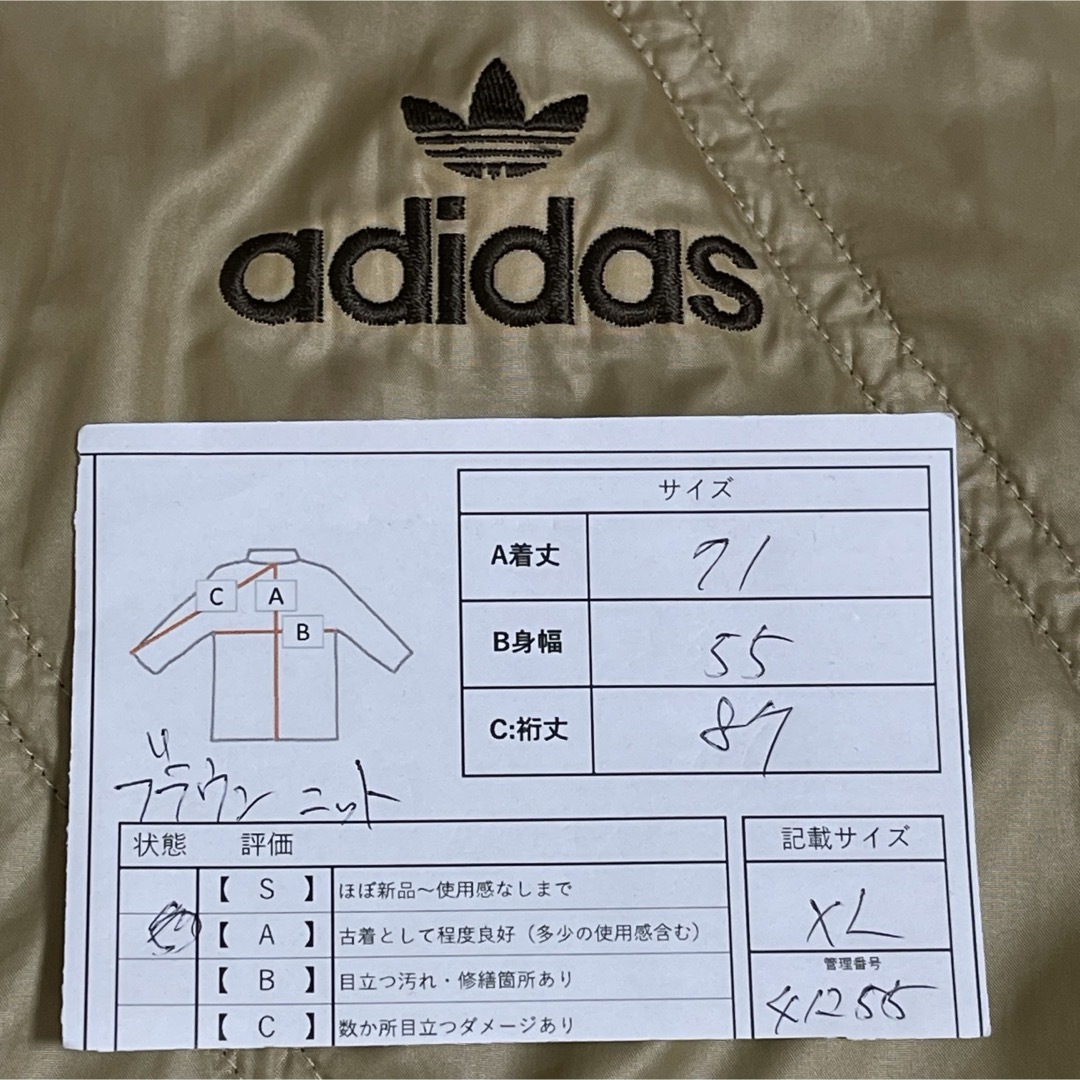 adidas
サイズ
A着丈 71
B身幅 55
C:裄丈 87
C A
B
ブラウン ニット
状態 評価
【 S 】 ほぼ新品～使用感なしまで
【 A 】 古着として程度良好（多少の使用感含む）
【 B 】 目立つ汚れ・修繕箇所あり
【 C 】 数か所目立つダメージあり
記載サイズ
XL
管理番号
41255